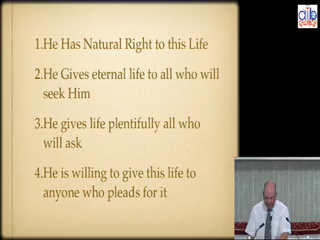 1.He Has Natural Right to this Life
2.He Gives eternal life to all who will
seek Him
3.He gives life plentifully all who
will ask
4.He is willing to give this life to
anyone who pleads for it